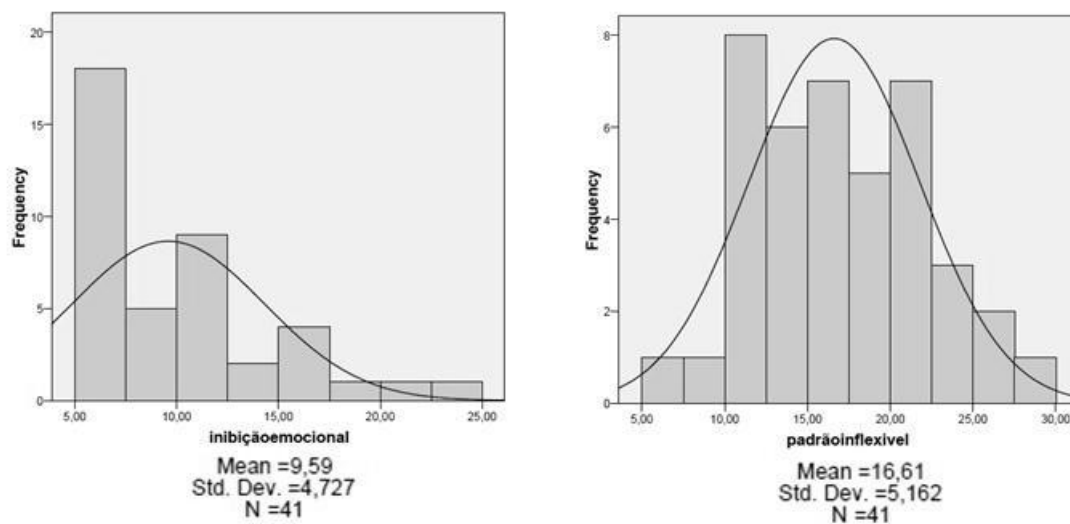 20
15
10
5
0
Frequency
5,00 10,00 15,00 20,00 25,00
inibiçãoemocional
Mean =9,59
Std. Dev. =4,727
N =41
8
6
4
2
0
Frequency
5,00 10,00 15,00 20,00 25,00 30,00
padrãoinflexivel
Mean =16,61
Std. Dev. =5,162
N =41